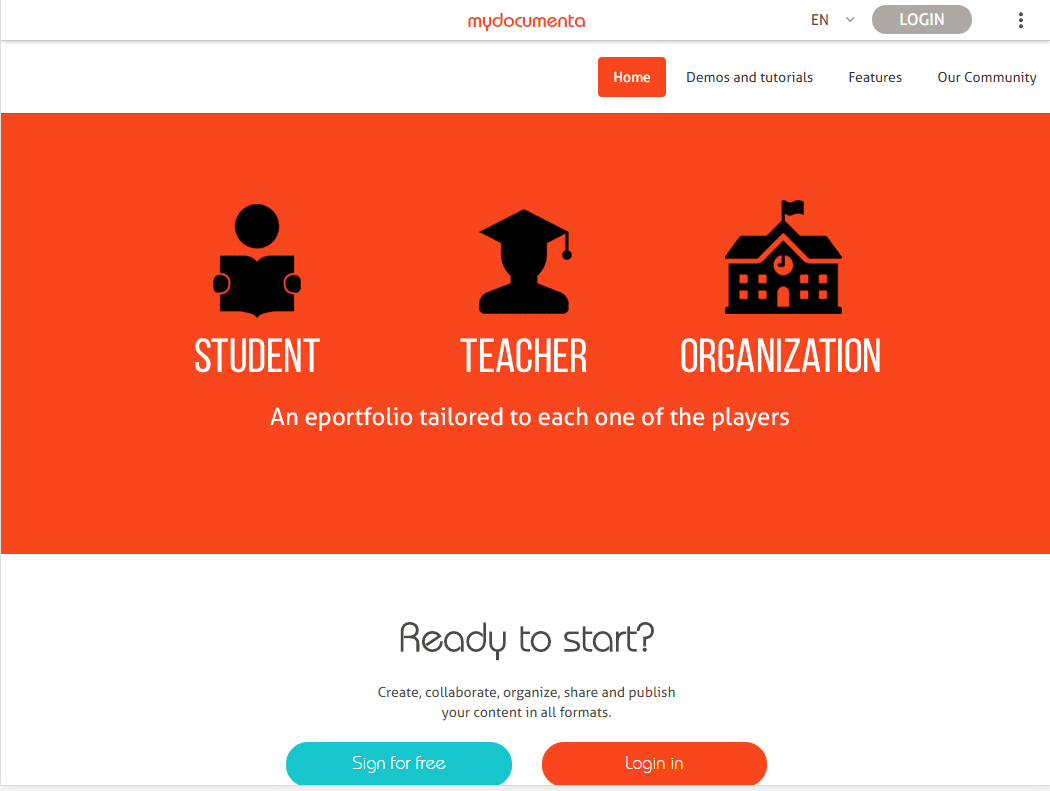 mydocumenta
EN
LOGIN
Home
Demos and tutorials
Features
Our Community
STUDENT
TEACHER
ORGANIZATION
An eportfolio tailored to each one of the players
Ready to start?
Create, collaborate, organize, share and publish
your content in all formats.
Sign for free
Login in